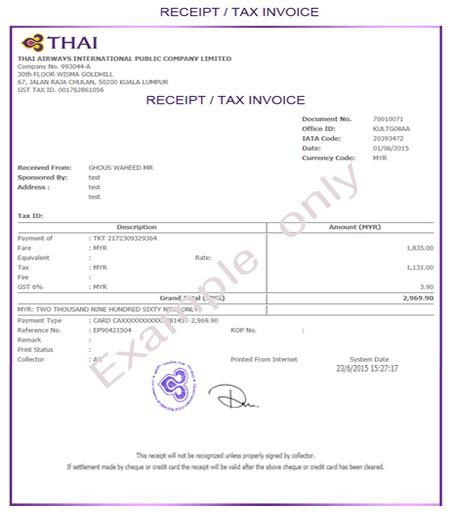 RECEIPT / TAX INVOICE
THAI
THAI AIRWAYS INTERNATIONAL PUBLIC COMPANY LIMITED
Company No. 993044-A
30th FLOOR WISMA GOLDHILL
67, JALAN RAJA CHULAN, 50200 KUALA LUMPUR
GST TAX ID. 001762861056
RECEIPT / TAX INVOICE
Document No. 70010071
Office ID: KULTG08AA
IATA Code: 20393472
Date: 01/06/2015
Currency Code: MYR
Received From: GHOUS WAHEED MR
Sponsored By: test
Address : test
test
Tax ID:
Description Amount (MYR)
Payment of : TKT 2172309329364
Fare : MYR 1,835.00
Equivalent : Rate:
Tax : MYR 1,131.00
Fee :
GST 6% : MYR 3.90
Grand Total 2,969.90
MYR: TWO THOUSAND NINE HUNDRED SIXTY NINE ONLY
Payment Type : CARD 2,969.90
Reference No. : EP90421504 ROP No. :
Remark :
Print Status :
Collector : Printed From Internet System Date
23/6/2015 15:27:17
Example only
This receipt will not be recognized unless properly signed by collector.
If settlement made by cheque or credit card the receipt will be valid after the above cheque or credit card has been cleared.